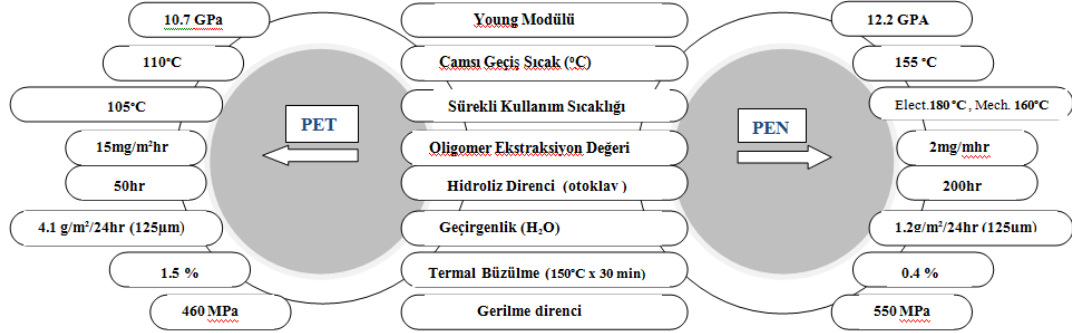 10.7 GPa Young Modülü 12.2 GPA
110°C Camsı Geçiş Sıcak (°C) 155 °C
105°C Sürekli Kullanım Sıcaklığı Elect.180°C , Mech. 160°C
PET PEN
15mg/m²hr Oligomer Ekstraksiyon Değeri 2mg/mhr
50hr Hidroliz Direnci (otoklav ) 200hr
4.1 g/m²/24hr (125µm) Geçirgenlik (H₂O) 1.2g/m²/24hr (125µm)
1.5 % Termal Büzülme (150°C x 30 min) 0.4 %
460 MPa Gerilme direnci 550 MPa